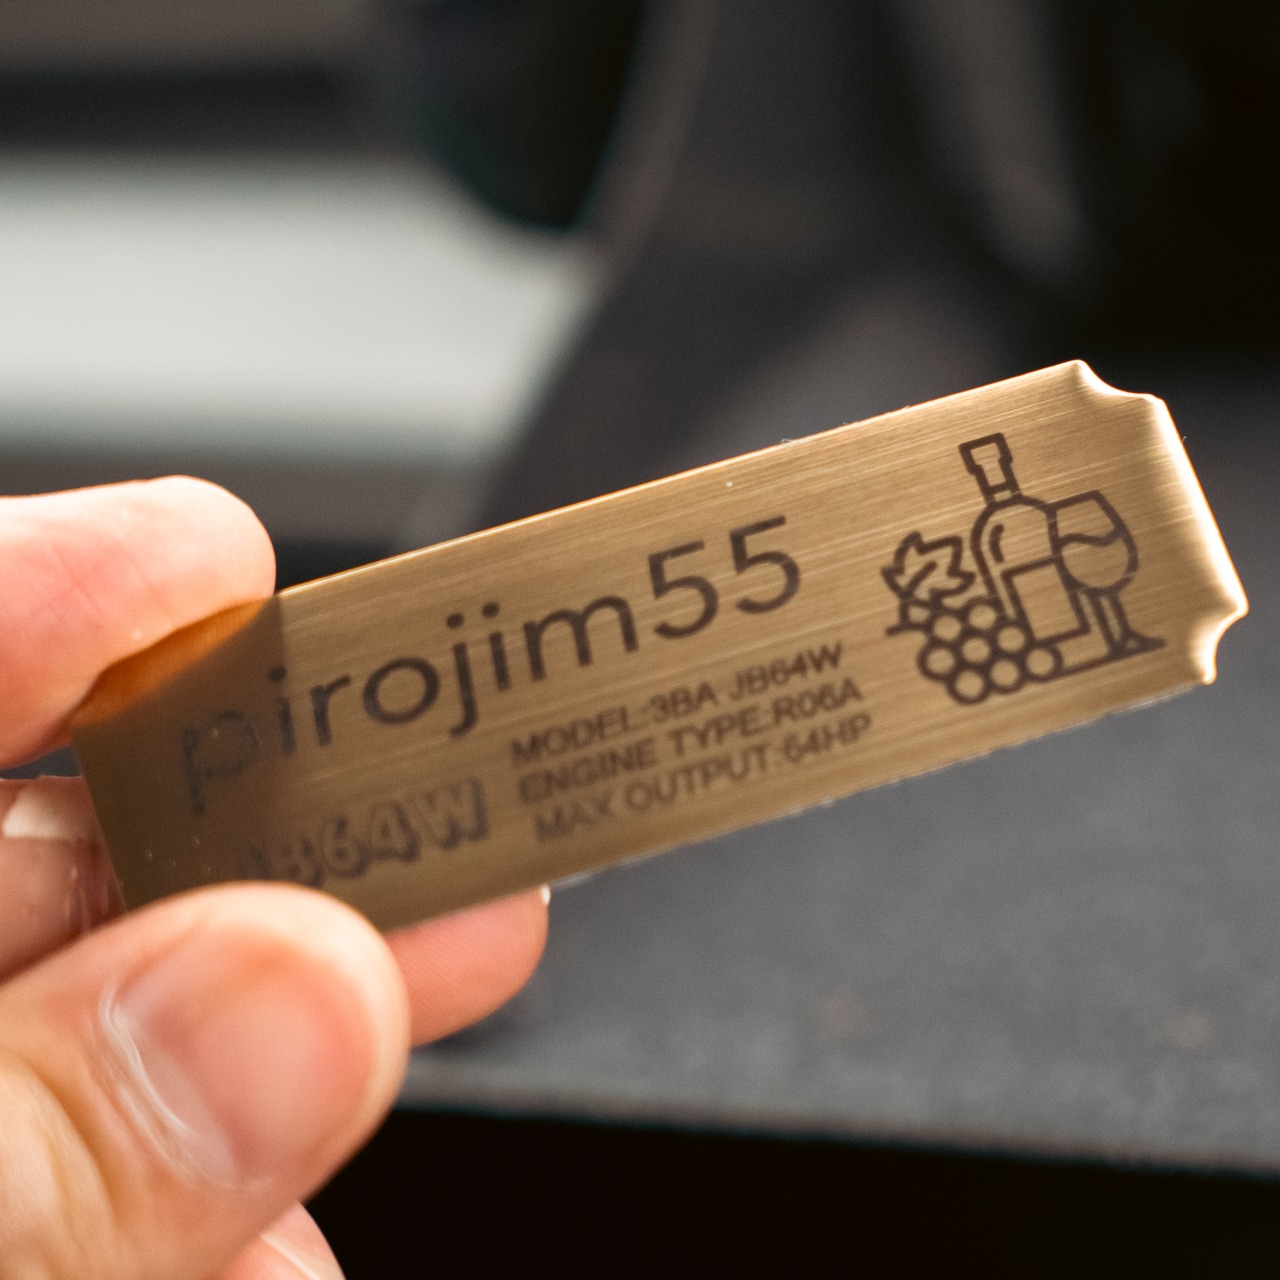 pirojim55
JB64W
MODEL:3BA JB64W
ENGINE TYPE:R06A
MAX OUTPUT:64HP